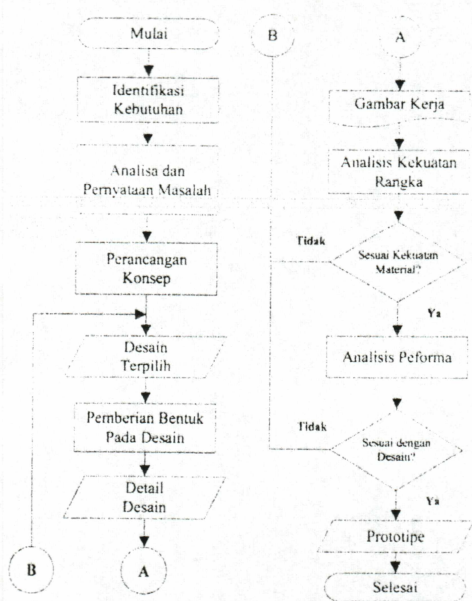 Mulai
Identifikasi
Kebutuhan
Analisa dan
Pernyataan Masalah
Perancangan
Konsep
Desain
Terpilih
Pemberian Bentuk
Pada Desain
Detail
Desain
B
A
B
A
Gambar Kerja
Analisis Kekuatan
Rangka
Tidak
Sesuai Kekuatan
Material?
Ya
Analisis Peforma
Tidak
Sesuai dengan
Desain?
Ya
Prototipe
Selesai